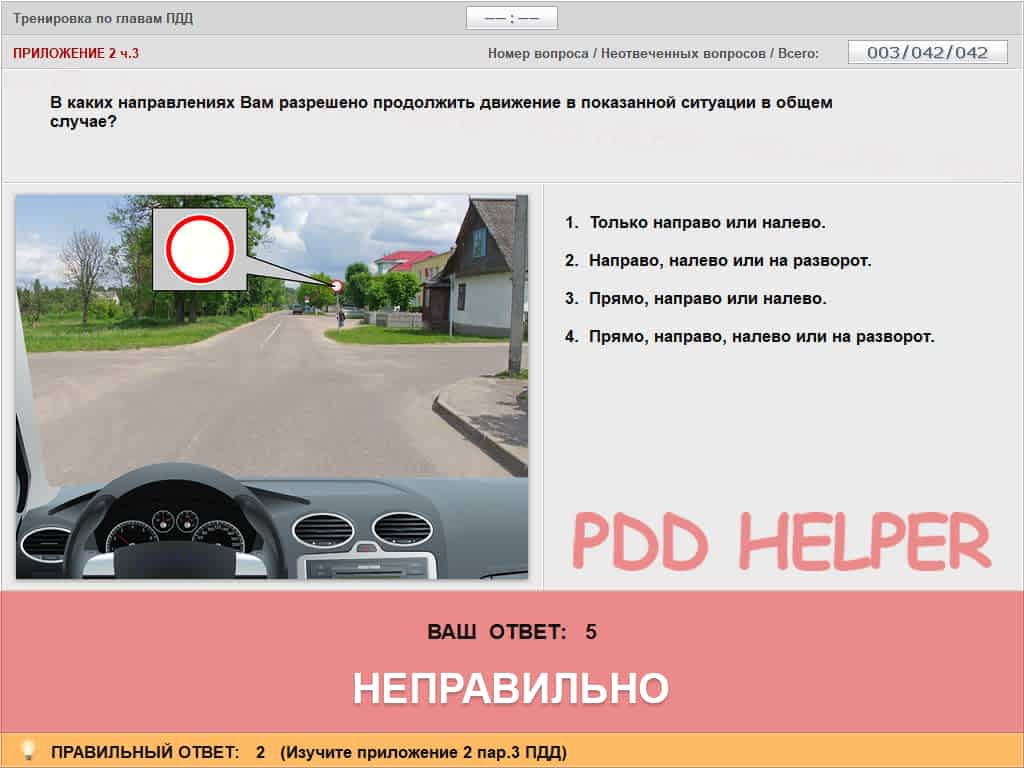 Тренировка по главам ПДД
-- : --
ПРИЛОЖЕНИЕ 2 ч.3
Номер вопроса / Неотвеченных вопросов / Всего: 003/042/042
В каких направлениях Вам разрешено продолжить движение в показанной ситуации в общем
случае?
1. Только направо или налево.
2. Направо, налево или на разворот.
3. Прямо, направо или налево.
4. Прямо, направо, налево или на разворот.
PDD HELPER
ВАШ ОТВЕТ: 5
НЕПРАВИЛЬНО
ПРАВИЛЬНЫЙ ОТВЕТ: 2 (Изучите приложение 2 пар.3 ПДД)